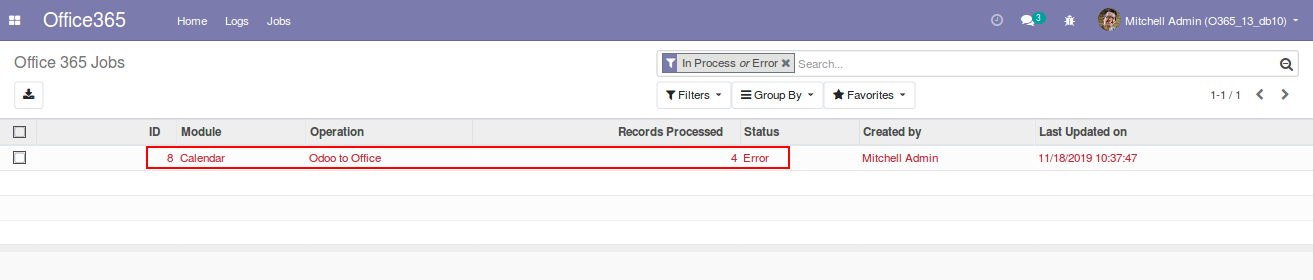 Office365 Home Logs Jobs 3 Mitchell Admin (O365_13_db10)
Office 365 Jobs In Process or Error Search...
Filters Group By Favorites 1-1 / 1
ID Module Operation Records Processed Status Created by Last Updated on
8 Calendar Odoo to Office 4 Error Mitchell Admin 11/18/2019 10:37:47